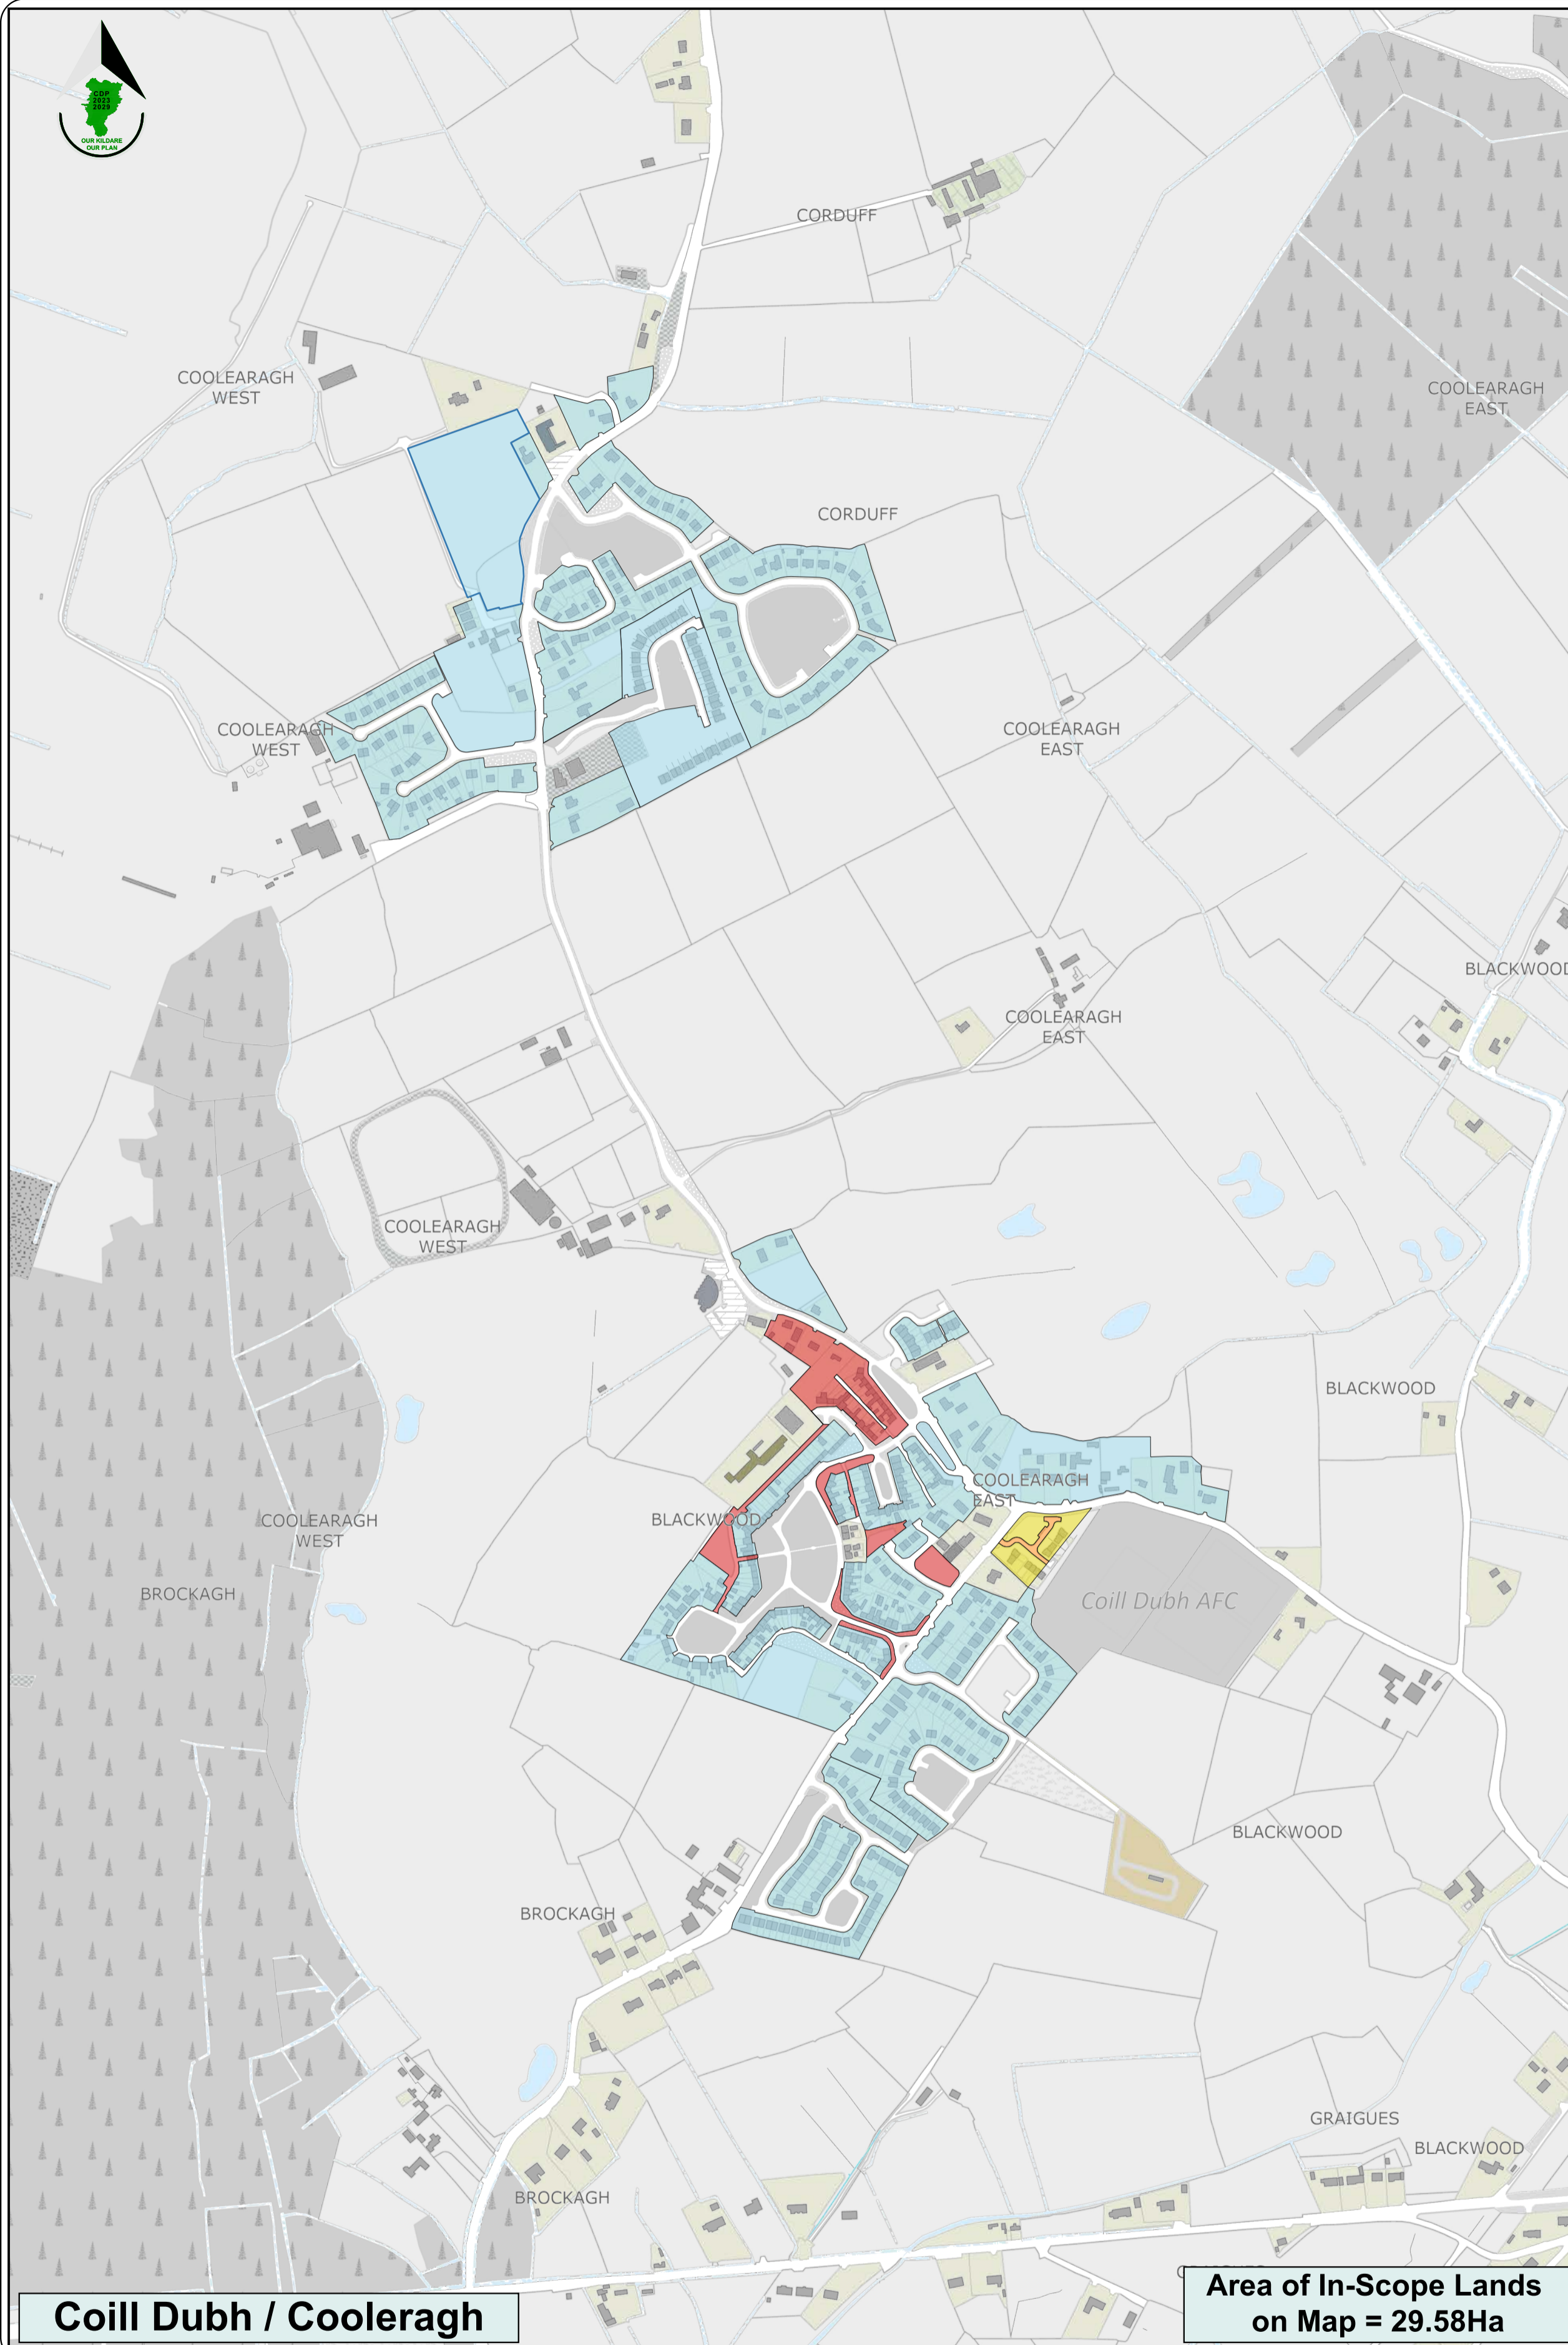 CDP
2023
2029
OUR KILDARE
OUR PLAN
CORDUFF
COOLEARAGH
WEST
COOLEARAGH
EAST
CORDUFF
COOLEARAGH
WEST
COOLEARAGH
EAST
BLACKWOOD
COOLEARAGH
EAST
COOLEARAGH
WEST
BLACKWOOD
COOLEARAGH
EAST
BLACKWOOD
COOLEARAGH
WEST
BROCKAGH
Coill Dubh AFC
BLACKWOOD
BROCKAGH
GRAIGUES
BLACKWOOD
BROCKAGH
Coill Dubh / Cooleragh
Area of In-Scope Lands
on Map = 29.58Ha